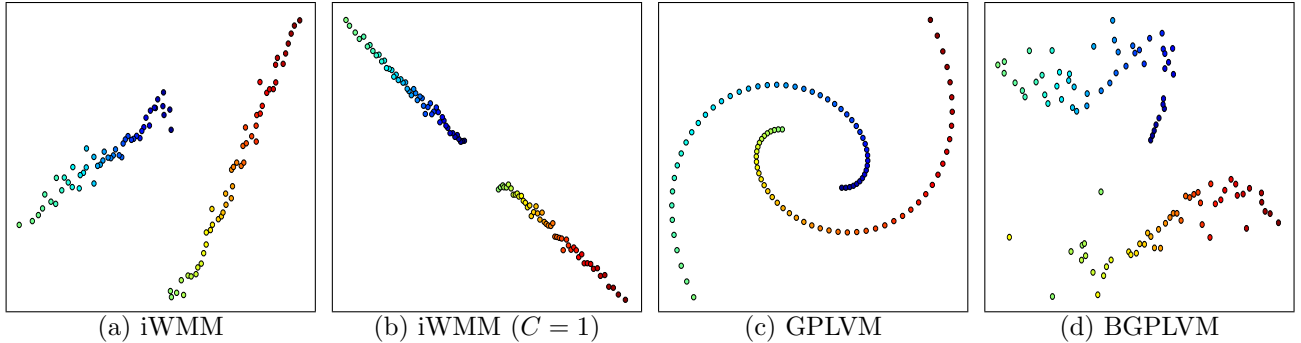 (a) iWMM
(b) iWMM (C = 1)
(c) GPLVM
(d) BGPLVM